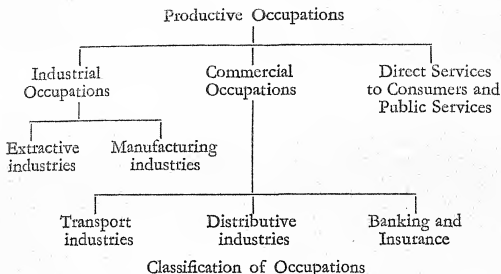 Productive Occupations
Industrial
Occupations
Commercial
Occupations
Direct Services
to Consumers and
Public Services
Extractive
industries
Manufacturing
industries
Transport
industries
Distributive
industries
Banking and
Insurance
Classification of Occupations